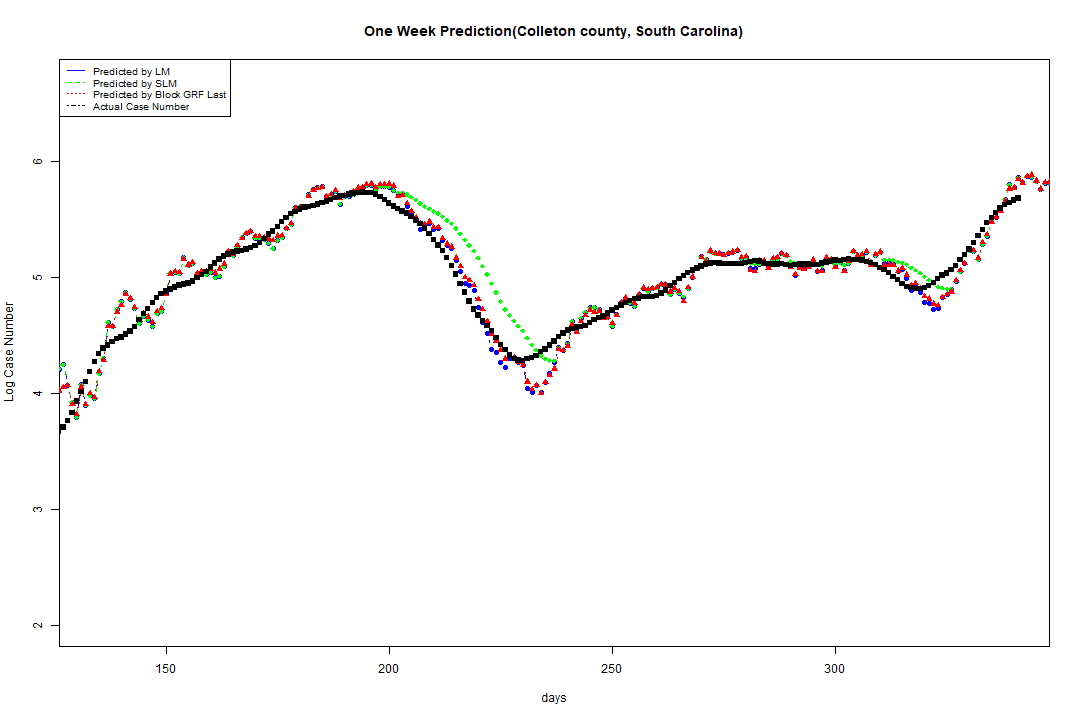 One Week Prediction(Colleton county, South Carolina)
Predicted by LM
Predicted by SLM
Predicted by Block GRF Last
Actual Case Number
Log Case Number
6
5
4
3
2
150 200 250 300
days